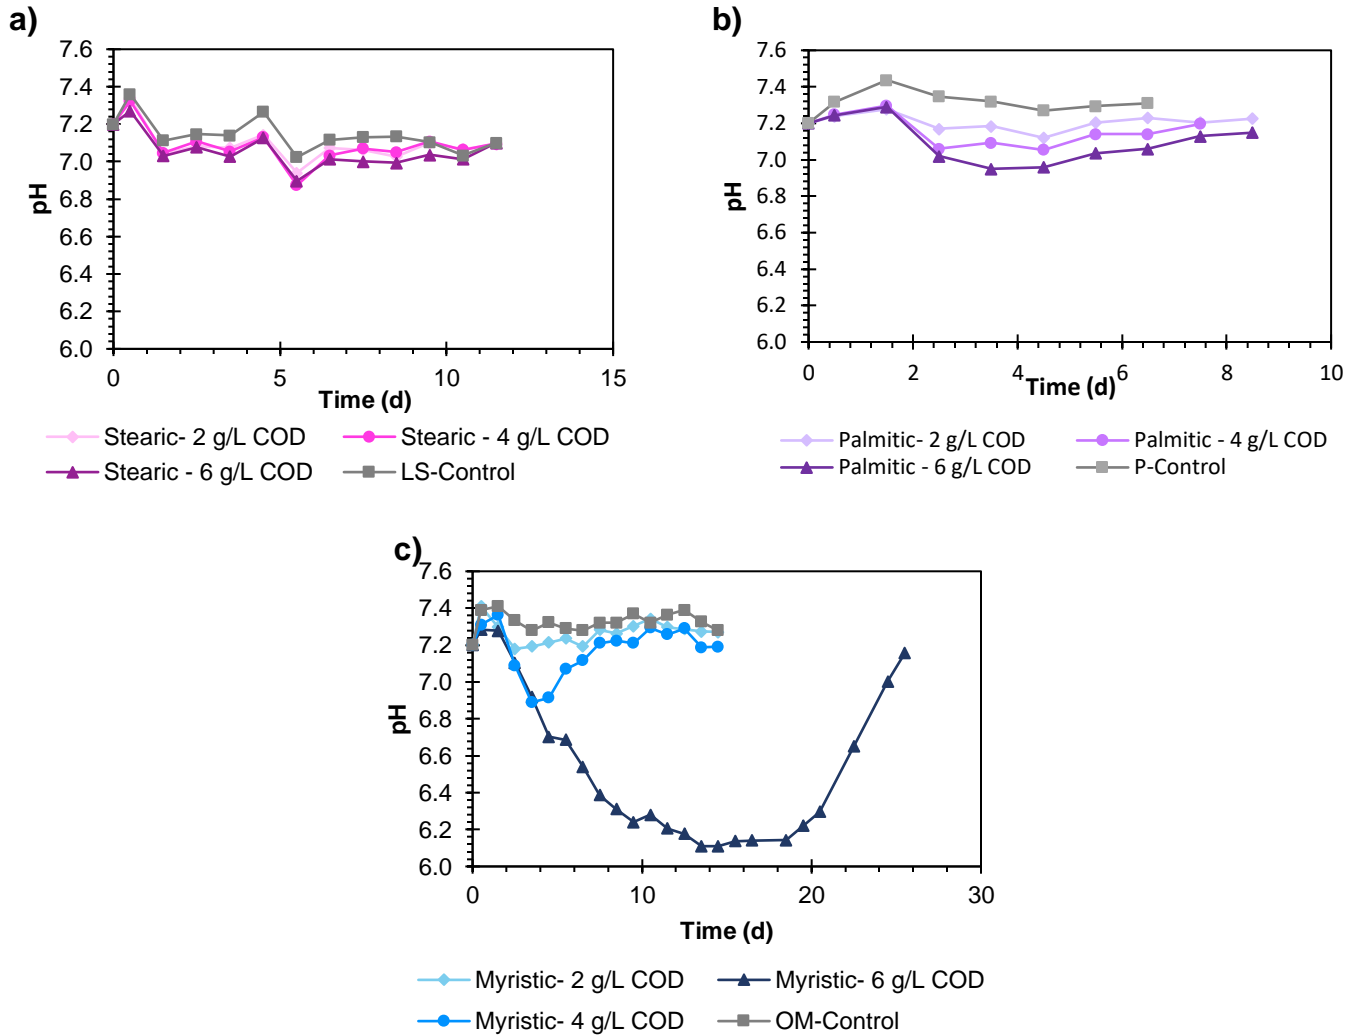 a)
7.6
7.4
7.2
7.0
6.8
6.6
6.4
6.2
6.0
pH
0
5
10
15
Time (d)
Stearic- 2 g/L COD
Stearic - 4 g/L COD
Stearic - 6 g/L COD
LS-Control
b)
7.6
7.4
7.2
7.0
6.8
6.6
6.4
6.2
6.0
pH
0
2
4
6
8
10
Time (d)
Palmitic- 2 g/L COD
Palmitic - 4 g/L COD
Palmitic - 6 g/L COD
P-Control
c)
7.6
7.4
7.2
7.0
6.8
6.6
6.4
6.2
6.0
pH
0
10
20
30
Time (d)
Myristic- 2 g/L COD
Myristic- 6 g/L COD
Myristic- 4 g/L COD
OM-Control